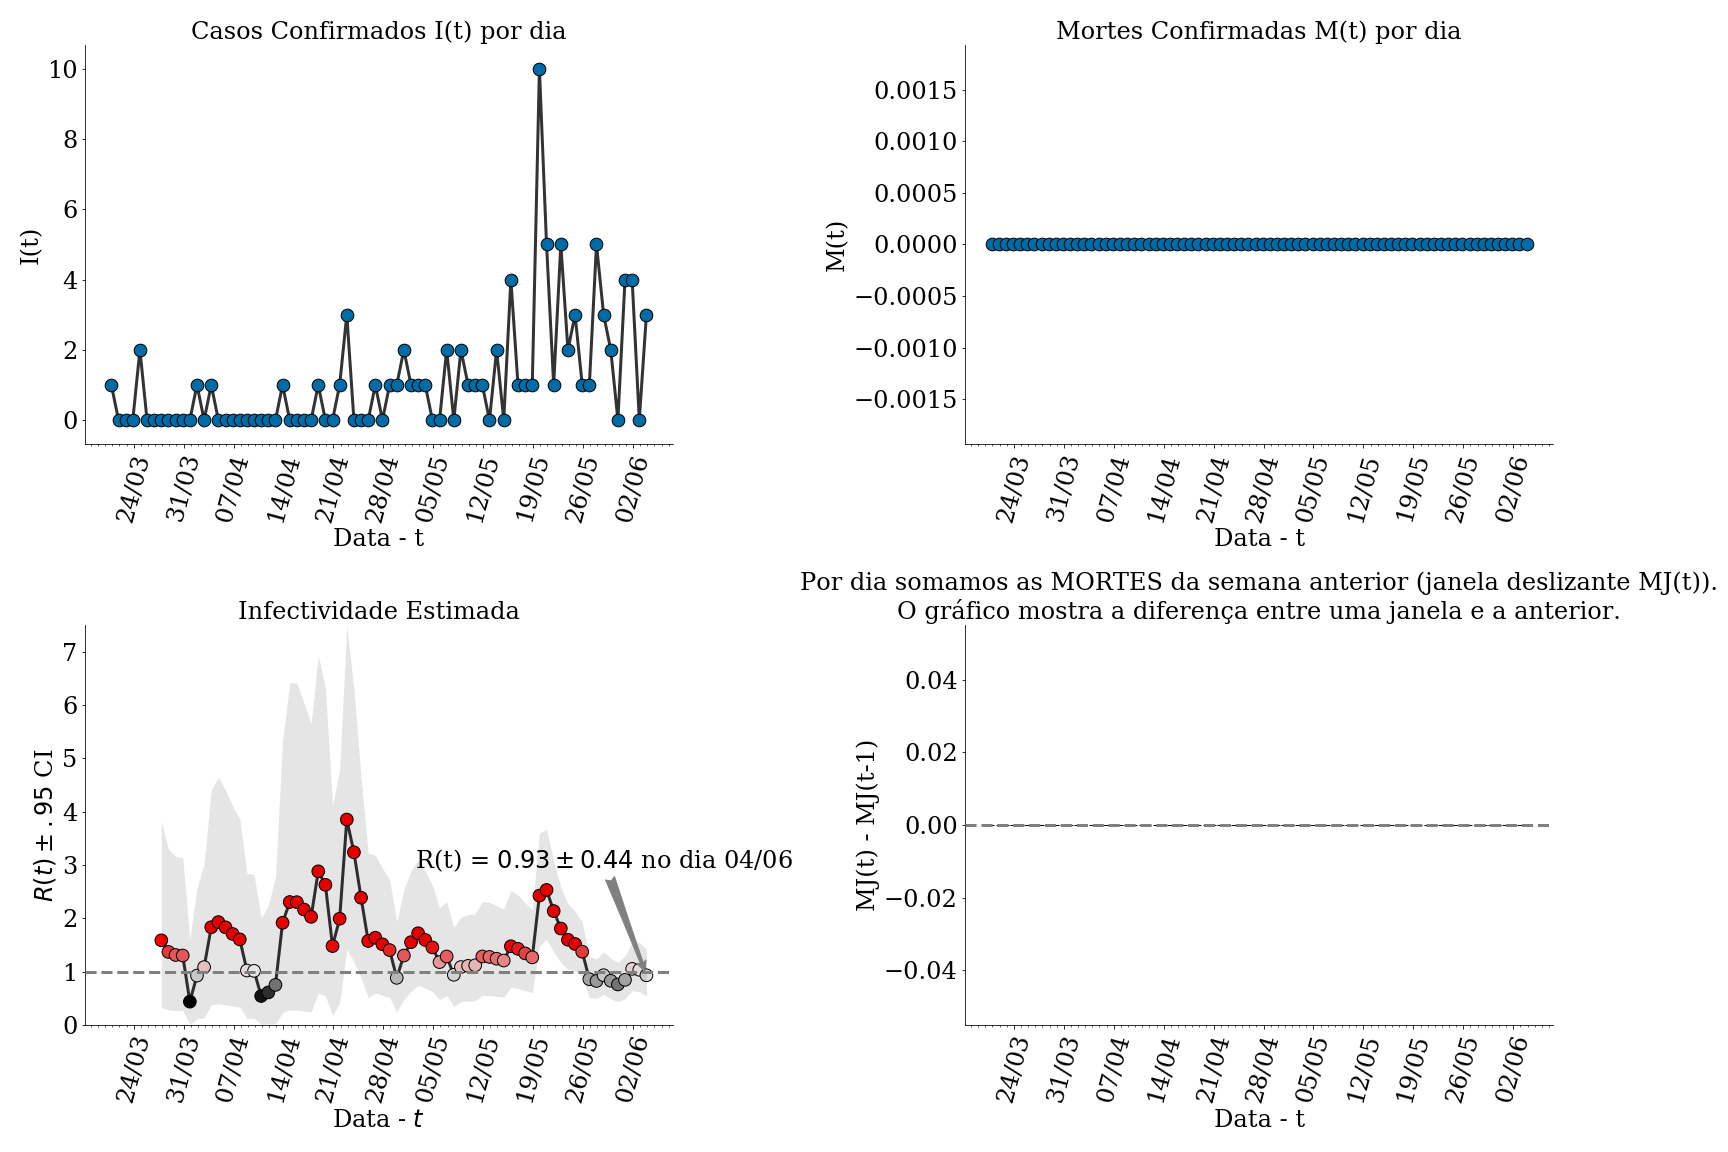 Casos Confirmados I(t) por dia
I(t)
10
8
6
4
2
0
24/03 31/03 07/04 14/04 21/04 28/04 05/05 12/05 19/05 26/05 02/06
Data - t
Mortes Confirmadas M(t) por dia
M(t)
0.0015
0.0010
0.0005
0.0000
−0.0005
−0.0010
−0.0015
24/03 31/03 07/04 14/04 21/04 28/04 05/05 12/05 19/05 26/05 02/06
Data - t
Infectividade Estimada
R(t) ± .95 CI
7
6
5
4
3
2
1
0
R(t) = 0.93 ± 0.44 no dia 04/06
24/03 31/03 07/04 14/04 21/04 28/04 05/05 12/05 19/05 26/05 02/06
Data - t
Por dia somamos as MORTES da semana anterior (janela deslizante MJ(t)).
O gráfico mostra a diferença entre uma janela e a anterior.
MJ(t) - MJ(t-1)
0.04
0.02
0.00
−0.02
−0.04
24/03 31/03 07/04 14/04 21/04 28/04 05/05 12/05 19/05 26/05 02/06
Data - t